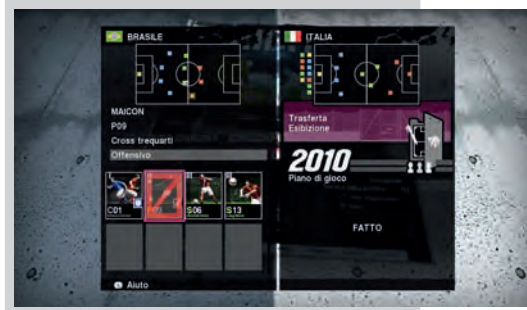 BRASILE
MAICON
P09
Cross trequarti
Offensivo
C01
S06
S13
Aiuto
ITALIA
Trasferta
Esibizione
2010
Piano di gioco
FATTO